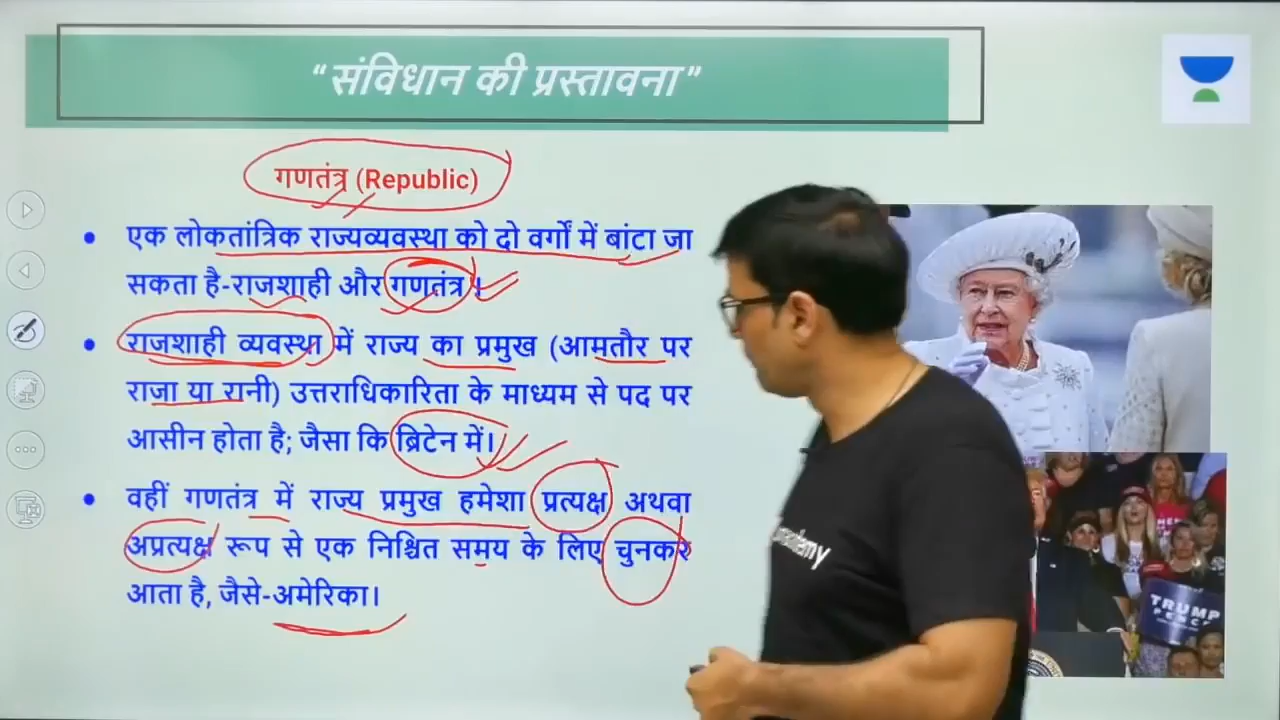 “संविधान की प्रस्तावना”
गणतंत्र (Republic)
एक लोकतांत्रिक राज्यव्यवस्था को दो वर्गों में बांटा जा
सकता है-राजशाही और गणतंत्र ।
राजशाही व्यवस्था में राज्य का प्रमुख (आमतौर पर
राजा या रानी) उत्तराधिकारिता के माध्यम से पद पर
आसीन होता है; जैसा कि ब्रिटेन में।
वहीं गणतंत्र में राज्य प्रमुख हमेशा प्रत्यक्ष अथवा
अप्रत्यक्ष रूप से एक निश्चित समय के लिए चुनकर
आता है, जैसे-अमेरिका।
TRUMP